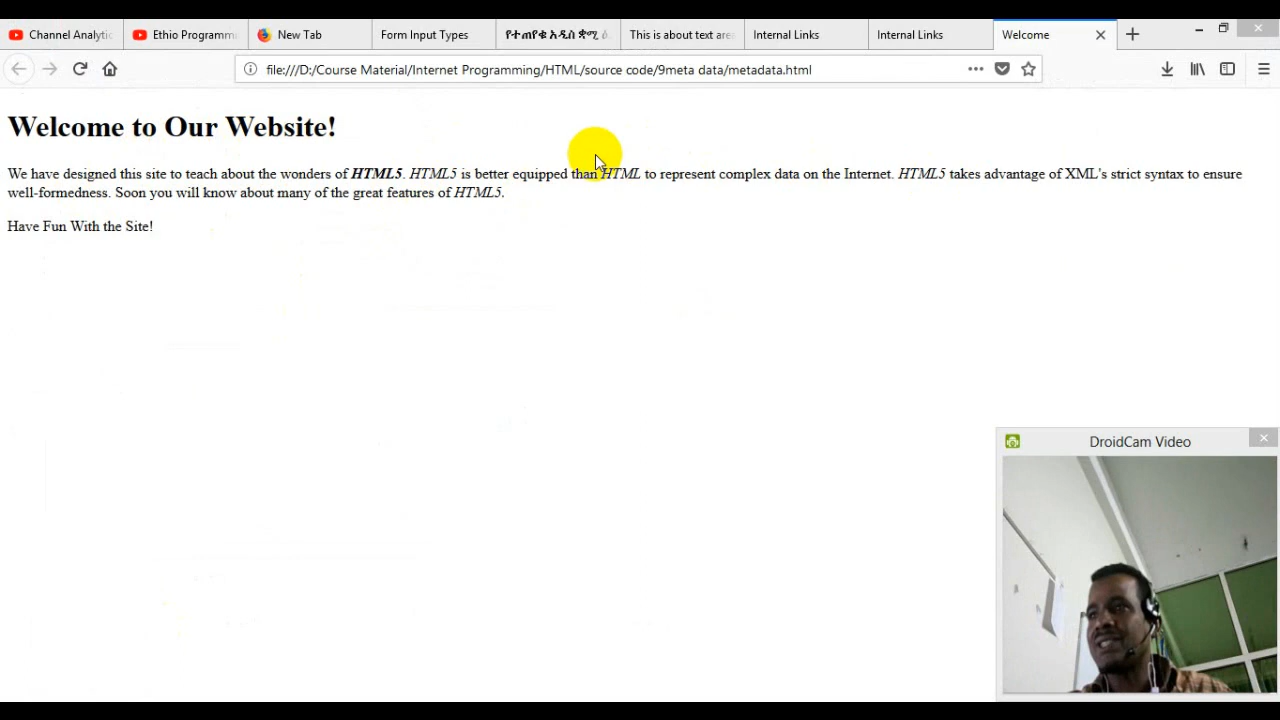 Channel Analytic
Ethio Programm
New Tab
Form Input Types
የተጠየቁ አዲስ ቋሚ
This is about text are
Internal Links
Internal Links
Welcome
file:///D:/Course Material/Internet Programming/HTML/source code/9meta data/metadata.html
Welcome to Our Website!
We have designed this site to teach about the wonders of HTML5. HTML5 is better equipped than HTML to represent complex data on the Internet. HTML5 takes advantage of XML's strict syntax to ensure
well-formedness. Soon you will know about many of the great features of HTML5.
Have Fun With the Site!
DroidCam Video